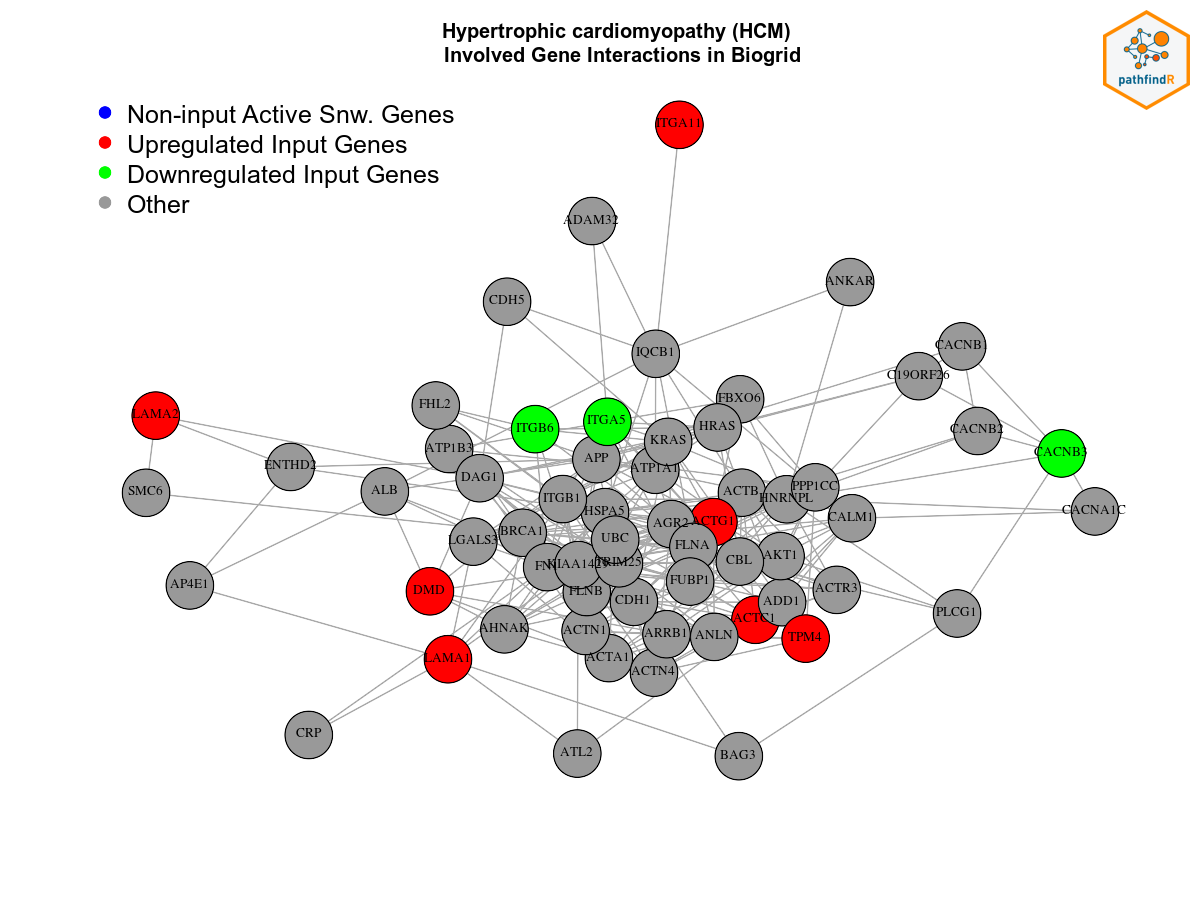 Hypertrophic cardiomyopathy (HCM)
Involved Gene Interactions in Biogrid
pathfindR
Non-input Active Snw. Genes
Upregulated Input Genes
Downregulated Input Genes
Other
ITGA11
ADAM32
ANKAR
CDH5
IQCB1
CACNB1
C19ORF26
FBXO6
FHL2
LAMA2
ITGB6
ITGA5
HRAS
CACNB2
KRAS
ATP1B3
CACNB3
APP
ENTHD2
ATP1A1
DAG1
PPP1CC
SMC6
ALB
ACTB
HNRNPL
ITGB1
HSPA5
CACNA1C
CALM1
AGR2
ACTG1
BRCA1
UBC
LGALS3
FLNA
AKT1
CBL
TRIM25
KIAA1429
FN1
AP4E1
FUBP1
ACTR3
DMD
FLNB
CDH1
ADD1
PLCG1
ACTC1
AHNAK
ACTN1
ARRB1
ANLN
TPM4
LAMA1
ACTA1
ACTN4
CRP
ATL2
BAG3